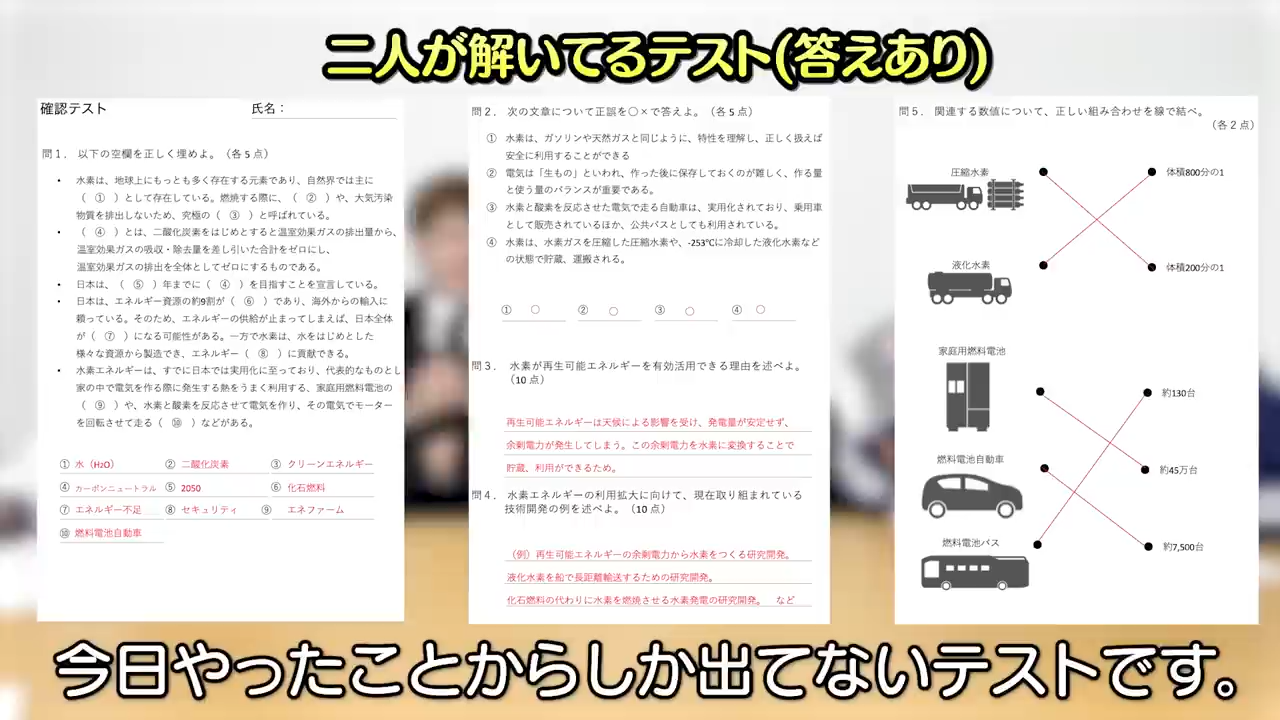 二人が解いてるテスト(答えあり)
確認テスト
氏名：
問１． 以下の空欄を正しく埋めよ。（各５点）
・ 水素は、地球上にもっとも多く存在する元素であり、自然界では主に
（ ① ）として存在している。燃焼する際に、（ ② ）や、大気汚染
物質を排出しないため、究極の（ ③ ）と呼ばれている。
・ （ ④ ）とは、二酸化炭素をはじめとすると温室効果ガスの排出量から、
温室効果ガスの吸収・除去量を差し引いた合計をゼロにし、
温室効果ガスの排出を全体としてゼロにするものである。
・ 日本は、（ ⑤ ）年までに（ ④ ）を目指すことを宣言している。
・ 日本は、エネルギー資源の約9割が（ ⑥ ）であり、海外からの輸入に
頼っている。そのため、エネルギーの供給が止まってしまえば、日本全体
が（ ⑦ ）になる可能性がある。一方で水素は、水をはじめとした
様々な資源から製造でき、エネルギー（ ⑧ ）に貢献できる。
・ 水素エネルギーは、すでに日本では実用化に至っており、代表的なものとし
家の中で電気を作る際に発生する熱をうまく利用する、家庭用燃料電池の
（ ⑨ ）や、水素と酸素を反応させて電気を作り、その電気でモーター
を回転させて走る（ ⑩ ）などがある。
① 水（H₂O） ② 二酸化炭素 ③ クリーンエネルギー
④ カーボンニュートラル ⑤ 2050 ⑥ 化石燃料
⑦ エネルギー不足 ⑧ セキュリティ ⑨ エネファーム
⑩ 燃料電池自動車
問２． 次の文章について正誤を○×で答えよ。（各５点）
① 水素は、ガソリンや天然ガスと同じように、特性を理解し、正しく扱えば
安全に利用することができる
② 電気は「生もの」といわれ、作った後に保存しておくのが難しく、作る量
と使う量のバランスが重要である。
③ 水素と酸素を反応させた電気で走る自動車は、実用化されており、乗用車
として販売されているほか、公共バスとしても利用されている。
④ 水素は、水素ガスを圧縮した圧縮水素や、-253℃に冷却した液化水素など
の状態で貯蔵、運搬される。
① ○ ② ○ ③ ○ ④ ○
問３． 水素が再生可能エネルギーを有効活用できる理由を述べよ。
（10 点）
再生可能エネルギーは天候による影響を受け、発電量が安定せず、
余剰電力が発生してしまう。この余剰電力を水素に変換することで
貯蔵、利用ができるため。
問４． 水素エネルギーの利用拡大に向けて、現在取り組まれている
技術開発の例を述べよ。（10 点）
（例）再生可能エネルギーの余剰電力から水素をつくる研究開発。
液化水素を船で長距離輸送するための研究開発。
化石燃料の代わりに水素を燃焼させる水素発電の研究開発。 など
問５． 関連する数値について、正しい組み合わせを線で結べ。
（各２点）
圧縮水素 体積800分の1
液化水素 体積200分の1
家庭用燃料電池
約130台
燃料電池自動車 約45万台
燃料電池バス 約7,500台
今日やったことからしか出てないテストです。